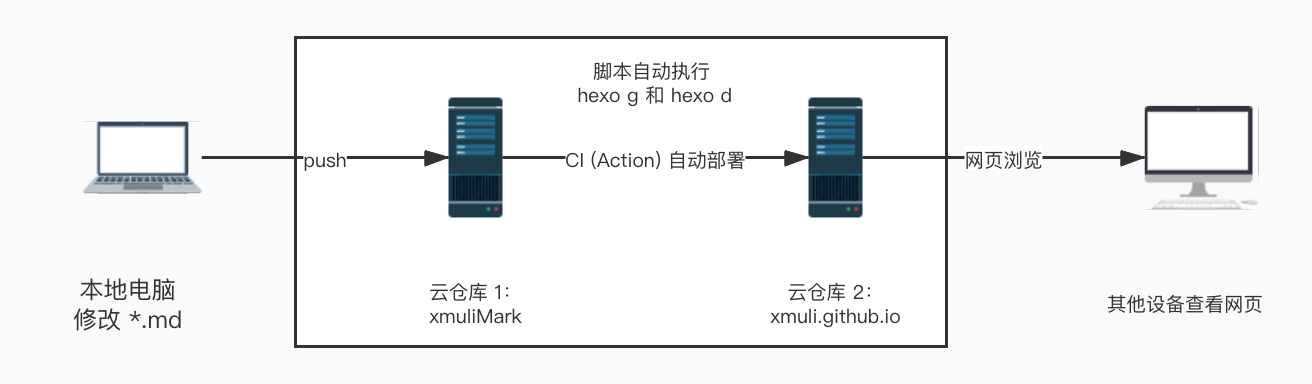 脚本自动执行
hexo g 和 hexo d
push
CI (Action) 自动部署
网页浏览
本地电脑
修改 *.md
云仓库 1:
xmuliMark
云仓库 2:
xmuli.github.io
其他设备查看网页